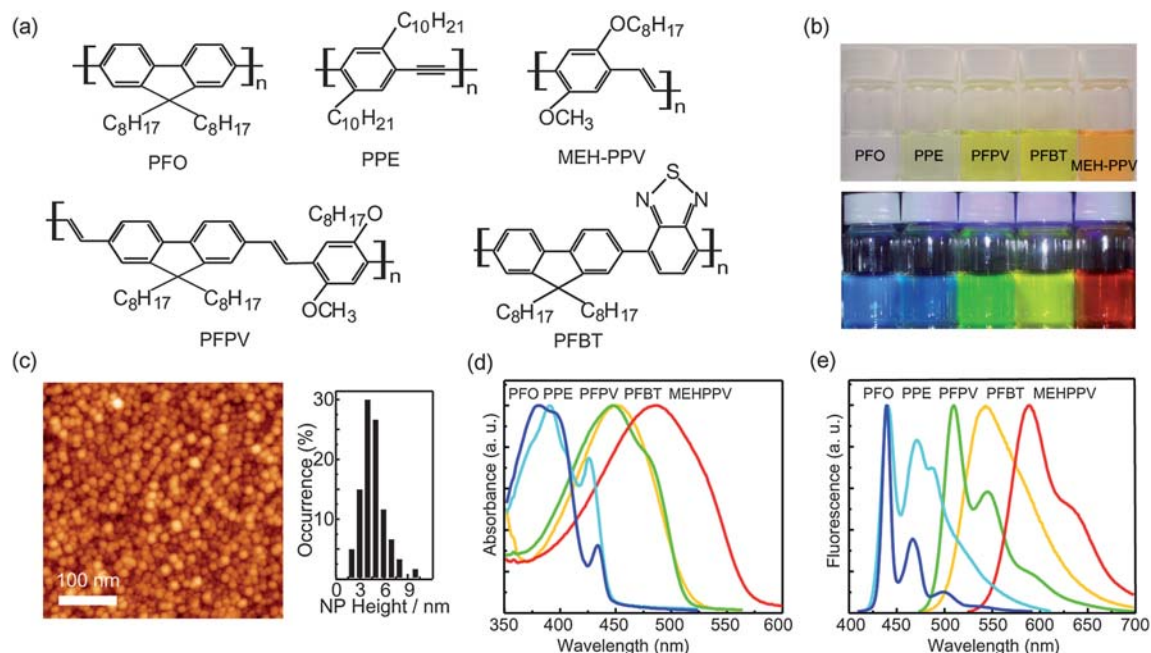 (a)
[ ]n
C8H17 C8H17
PFO
C10H21
[ ]n
C10H21
PPE
OC8H17
[ ]n
OCH3
MEH-PPV
[ ]n
C8H17O
C8H17 C8H17
OCH3
PFPV
S
N N
[ ]n
C8H17 C8H17
PFBT
(b)
PFO PPE PFPV PFBT MEH-PPV
(c)
100 nm
Occurrence (%)
30
20
10
3 6 9
NP Height / nm
(d)
PFO PPE PFPV PFBT MEHPPV
Absorbance (a. u.)
350 400 450 500 550 600
Wavelength (nm)
(e)
PFO PPE PFPV PFBT MEHPPV
Fluorescence (a. u.)
400 450 500 550 600 650 700
Wavelength (nm)